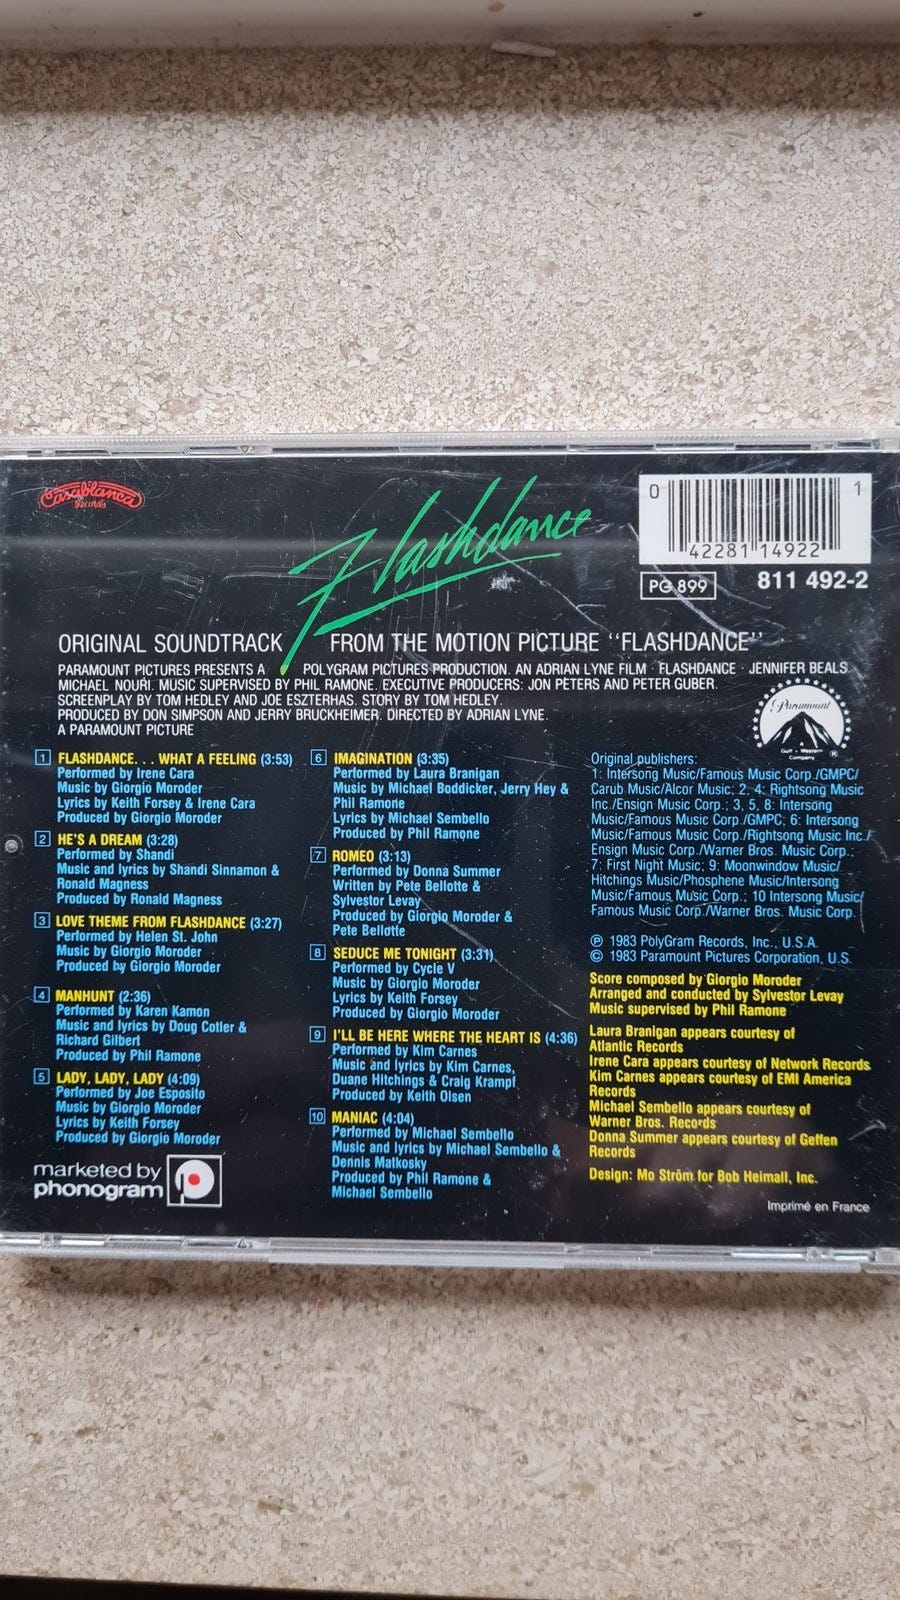 Casablanca
Records
Flashdance
0 42281 14922 1
PG 899
811 492-2
ORIGINAL SOUNDTRACK FROM THE MOTION PICTURE "FLASHDANCE"
PARAMOUNT PICTURES PRESENTS A POLYGRAM PICTURES PRODUCTION. AN ADRIAN LYNE FILM · FLASHDANCE · JENNIFER BEALS
MICHAEL NOURI. MUSIC SUPERVISED BY PHIL RAMONE. EXECUTIVE PRODUCERS: JON PETERS AND PETER GUBER.
SCREENPLAY BY TOM HEDLEY AND JOE ESZTERHAS. STORY BY TOM HEDLEY.
PRODUCED BY DON SIMPSON AND JERRY BRUCKHEIMER. DIRECTED BY ADRIAN LYNE.
A PARAMOUNT PICTURE
Paramount
A
Gulf + Western
Company
1 FLASHDANCE. . . WHAT A FEELING (3:53)
Performed by Irene Cara
Music by Giorgio Moroder
Lyrics by Keith Forsey & Irene Cara
Produced by Giorgio Moroder
2 HE'S A DREAM (3:28)
Performed by Shandi
Music and lyrics by Shandi Sinnamon &
Ronald Magness
Produced by Ronald Magness
3 LOVE THEME FROM FLASHDANCE (3:27)
Performed by Helen St. John
Music by Giorgio Moroder
Produced by Giorgio Moroder
4 MANHUNT (2:36)
Performed by Karen Kamon
Music and lyrics by Doug Cotler &
Richard Gilbert
Produced by Phil Ramone
5 LADY, LADY, LADY (4:09)
Performed by Joe Esposito
Music by Giorgio Moroder
Lyrics by Keith Forsey
Produced by Giorgio Moroder
marketed by
phonogram
6 IMAGINATION (3:35)
Performed by Laura Branigan
Music by Michael Boddicker, Jerry Hey &
Phil Ramone
Lyrics by Michael Sembello
Produced by Phil Ramone
7 ROMEO (3:13)
Performed by Donna Summer
Written by Pete Bellotte &
Sylvestor Levay
Produced by Giorgio Moroder &
Pete Bellotte
8 SEDUCE ME TONIGHT (3:31)
Performed by Cycle V
Music by Giorgio Moroder
Lyrics by Keith Forsey
Produced by Giorgio Moroder
9 I'LL BE HERE WHERE THE HEART IS (4:36)
Performed by Kim Carnes
Music and lyrics by Kim Carnes,
Duane Hitchings & Craig Krampf
Produced by Keith Olsen
10 MANIAC (4:04)
Performed by Michael Sembello
Music and lyrics by Michael Sembello &
Dennis Matkosky
Produced by Phil Ramone &
Michael Sembello
Original publishers:
1: Intersong Music/Famous Music Corp./GMPC/
Carub Music/Alcor Music; 2, 4: Rightsong Music
Inc./Ensign Music Corp.; 3, 5, 8: Intersong
Music/Famous Music Corp./GMPC; 6: Intersong
Music/Famous Music Corp./Rightsong Music Inc./
Ensign Music Corp./Warner Bros. Music Corp.;
7: First Night Music; 9: Moonwindow Music/
Hitchings Music/Phosphene Music/Intersong
Music/Famous Music Corp.; 10 Intersong Music/
Famous Music Corp./Warner Bros. Music Corp.
℗ 1983 PolyGram Records, Inc., U.S.A.
© 1983 Paramount Pictures Corporation, U.S.
Score composed by Giorgio Moroder
Arranged and conducted by Sylvestor Levay
Music supervised by Phil Ramone
Laura Branigan appears courtesy of
Atlantic Records
Irene Cara appears courtesy of Network Records
Kim Carnes appears courtesy of EMI America
Records
Michael Sembello appears courtesy of
Warner Bros. Records
Donna Summer appears courtesy of Geffen
Records
Design: Mo Ström for Bob Heimall, Inc.
Imprimé en France